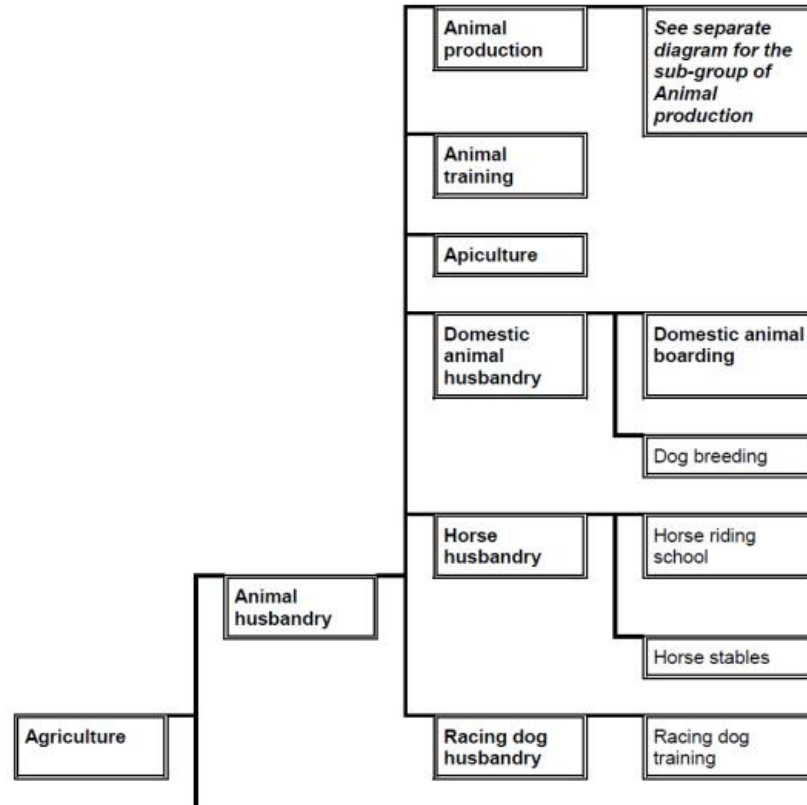 Animal
production
See separate
diagram for the
sub-group of
Animal
production
Animal
training
Apiculture
Domestic
animal
husbandry
Domestic animal
boarding
Dog breeding
Horse
husbandry
Horse riding
school
Animal
husbandry
Horse stables
Agriculture
Racing dog
husbandry
Racing dog
training